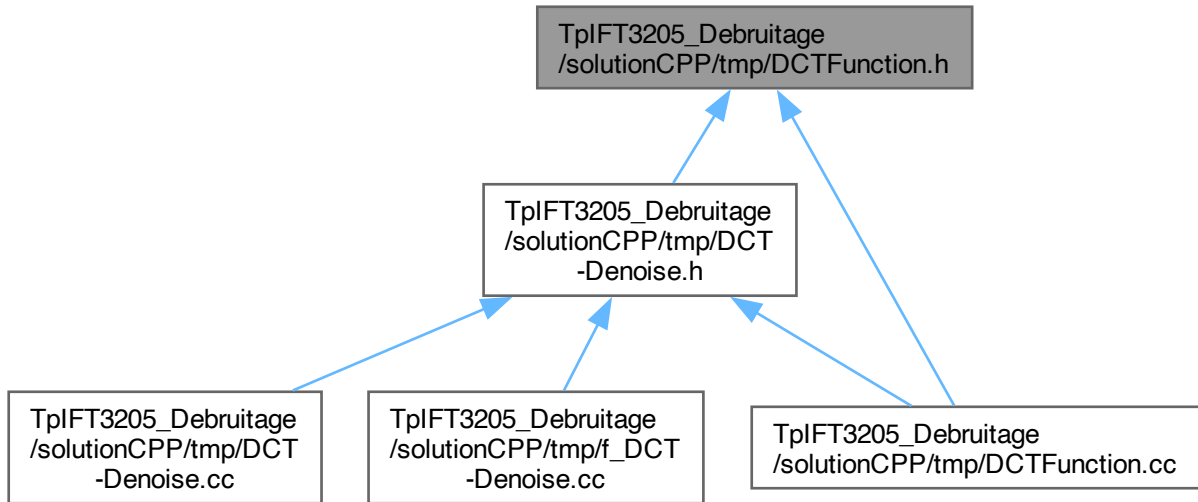 TpIFT3205_Debruitage
/solutionCPP/tmp/DCTFunction.h
TpIFT3205_Debruitage
/solutionCPP/tmp/DCT
-Denoise.h
TpIFT3205_Debruitage
/solutionCPP/tmp/DCT
-Denoise.cc
TpIFT3205_Debruitage
/solutionCPP/tmp/f_DCT
-Denoise.cc
TpIFT3205_Debruitage
/solutionCPP/tmp/DCTFunction.cc